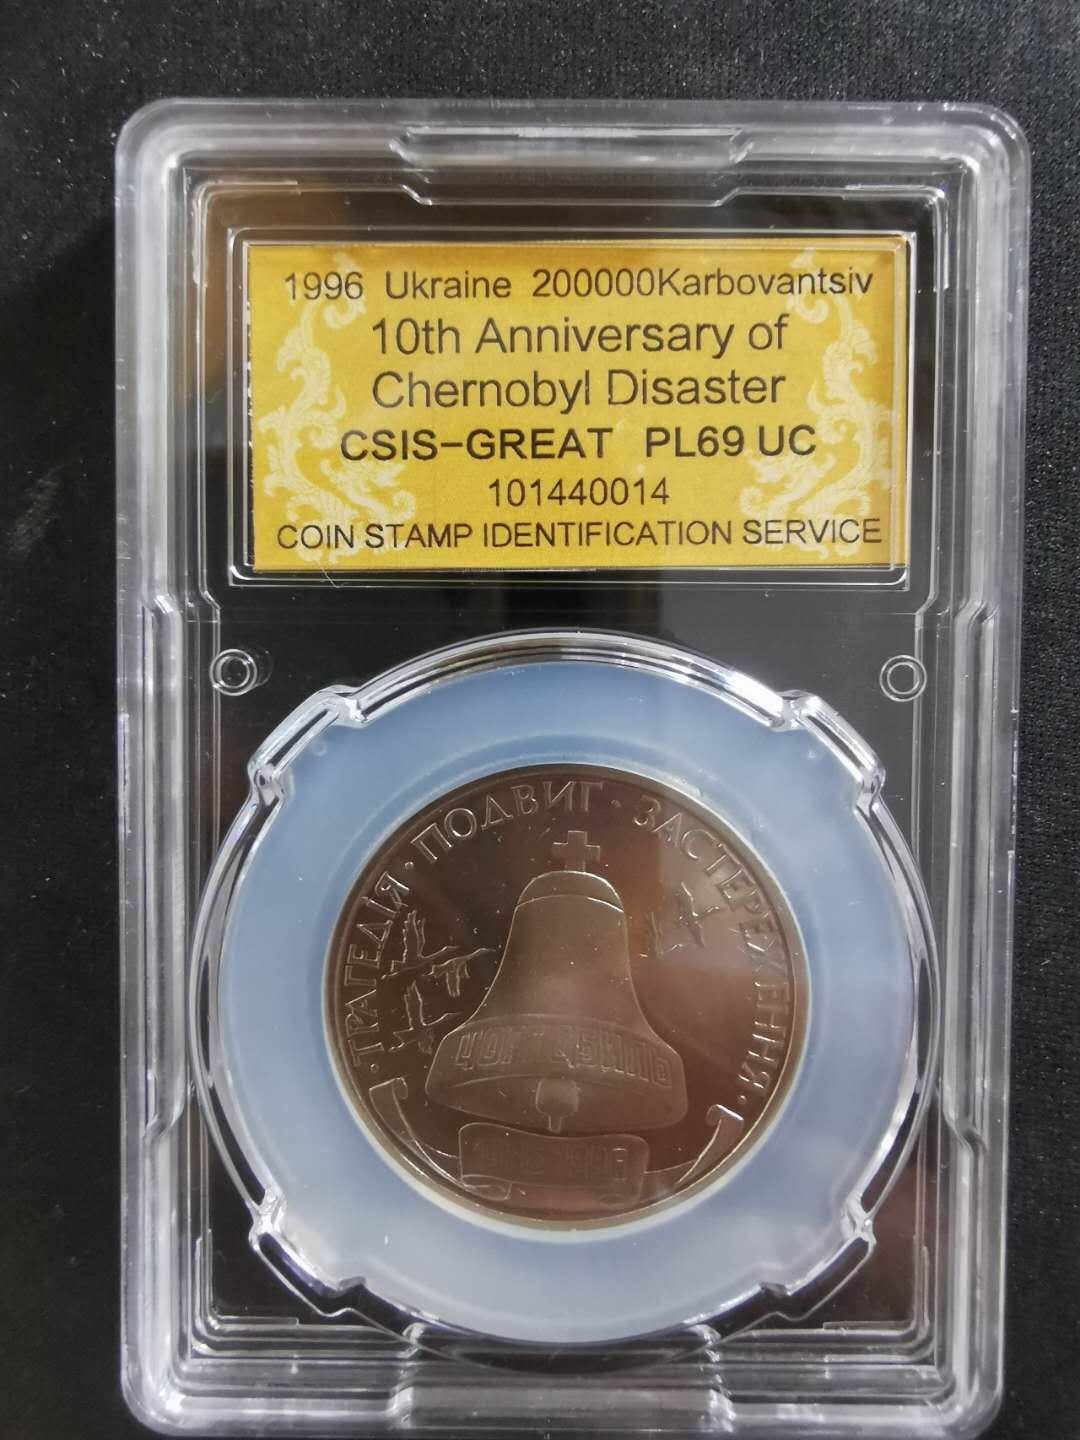 1996 Ukraine 200000Karbovantsiv
10th Anniversary of
Chernobyl Disaster
CSIS-GREAT PL69 UC
101440014
COIN STAMP IDENTIFICATION SERVICE
· ТРАГЕДІЯ · ПОДВИГ · ЗАСТЕРЕЖЕННЯ ·
ЧОРНОБИЛЬ